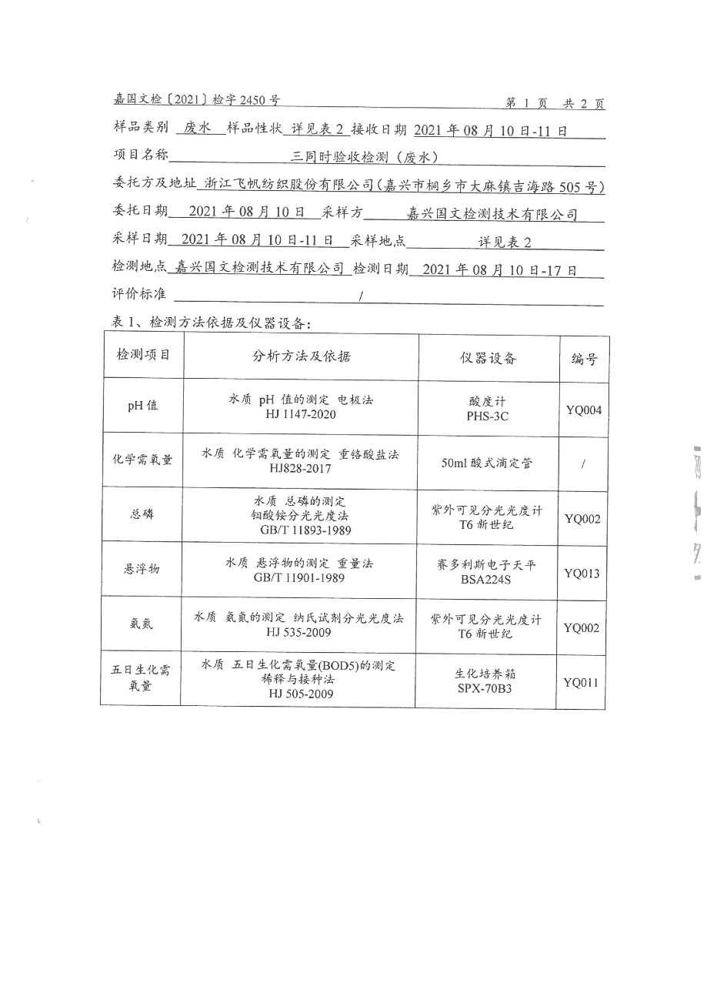 嘉国文检〔2021〕检字 2450 号 第 1 页 共 2 页
样品类别 废水 样品性状 详见表 2 接收日期 2021 年 08 月 10 日-11 日
项目名称 三同时验收检测（废水）
委托方及地址 浙江飞帆纺织股份有限公司（嘉兴市桐乡市大麻镇吉海路 505 号）
委托日期 2021 年 08 月 10 日 采样方 嘉兴国文检测技术有限公司
采样日期 2021 年 08 月 10 日-11 日 采样地点 详见表 2
检测地点 嘉兴国文检测技术有限公司 检测日期 2021 年 08 月 10 日-17 日
评价标准 /
表 1、检测方法依据及仪器设备：
检测项目 分析方法及依据 仪器设备 编号
pH 值 水质 pH 值的测定 电极法 酸度计 YQ004
HJ 1147-2020 PHS-3C
化学需氧量 水质 化学需氧量的测定 重铬酸盐法 50ml 酸式滴定管 /
HJ828-2017
总磷 水质 总磷的测定 紫外可见分光光度计 YQ002
钼酸铵分光光度法 T6 新世纪
GB/T 11893-1989
悬浮物 水质 悬浮物的测定 重量法 赛多利斯电子天平 YQ013
GB/T 11901-1989 BSA224S
氨氮 水质 氨氮的测定 纳氏试剂分光光度法 紫外可见分光光度计 YQ002
HJ 535-2009 T6 新世纪
五日生化需 水质 五日生化需氧量(BOD5)的测定 生化培养箱 YQ011
氧量 稀释与接种法 SPX-70B3
HJ 505-2009